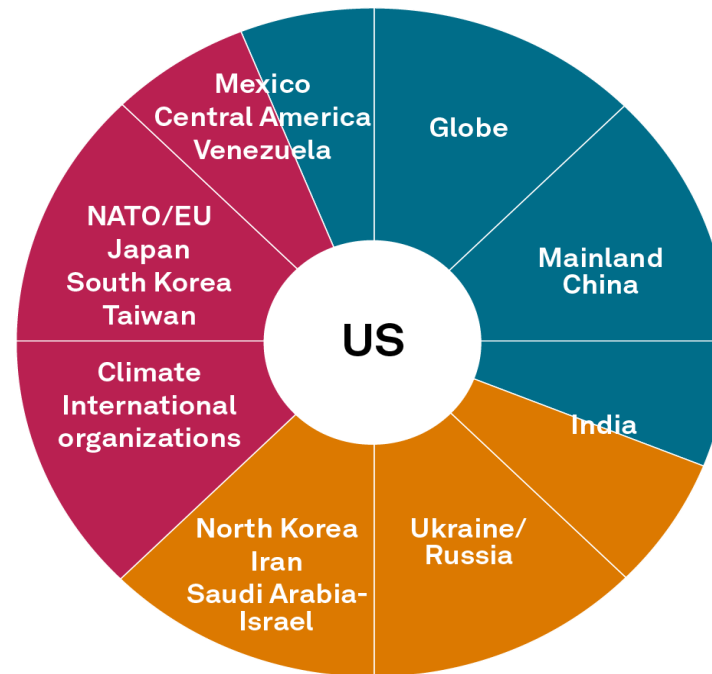 Mexico
Central America
Venezuela
Globe
NATO/EU
Japan
South Korea
Taiwan
Mainland
China
US
Climate
International
organizations
India
North Korea
Iran
Saudi Arabia-
Israel
Ukraine/
Russia